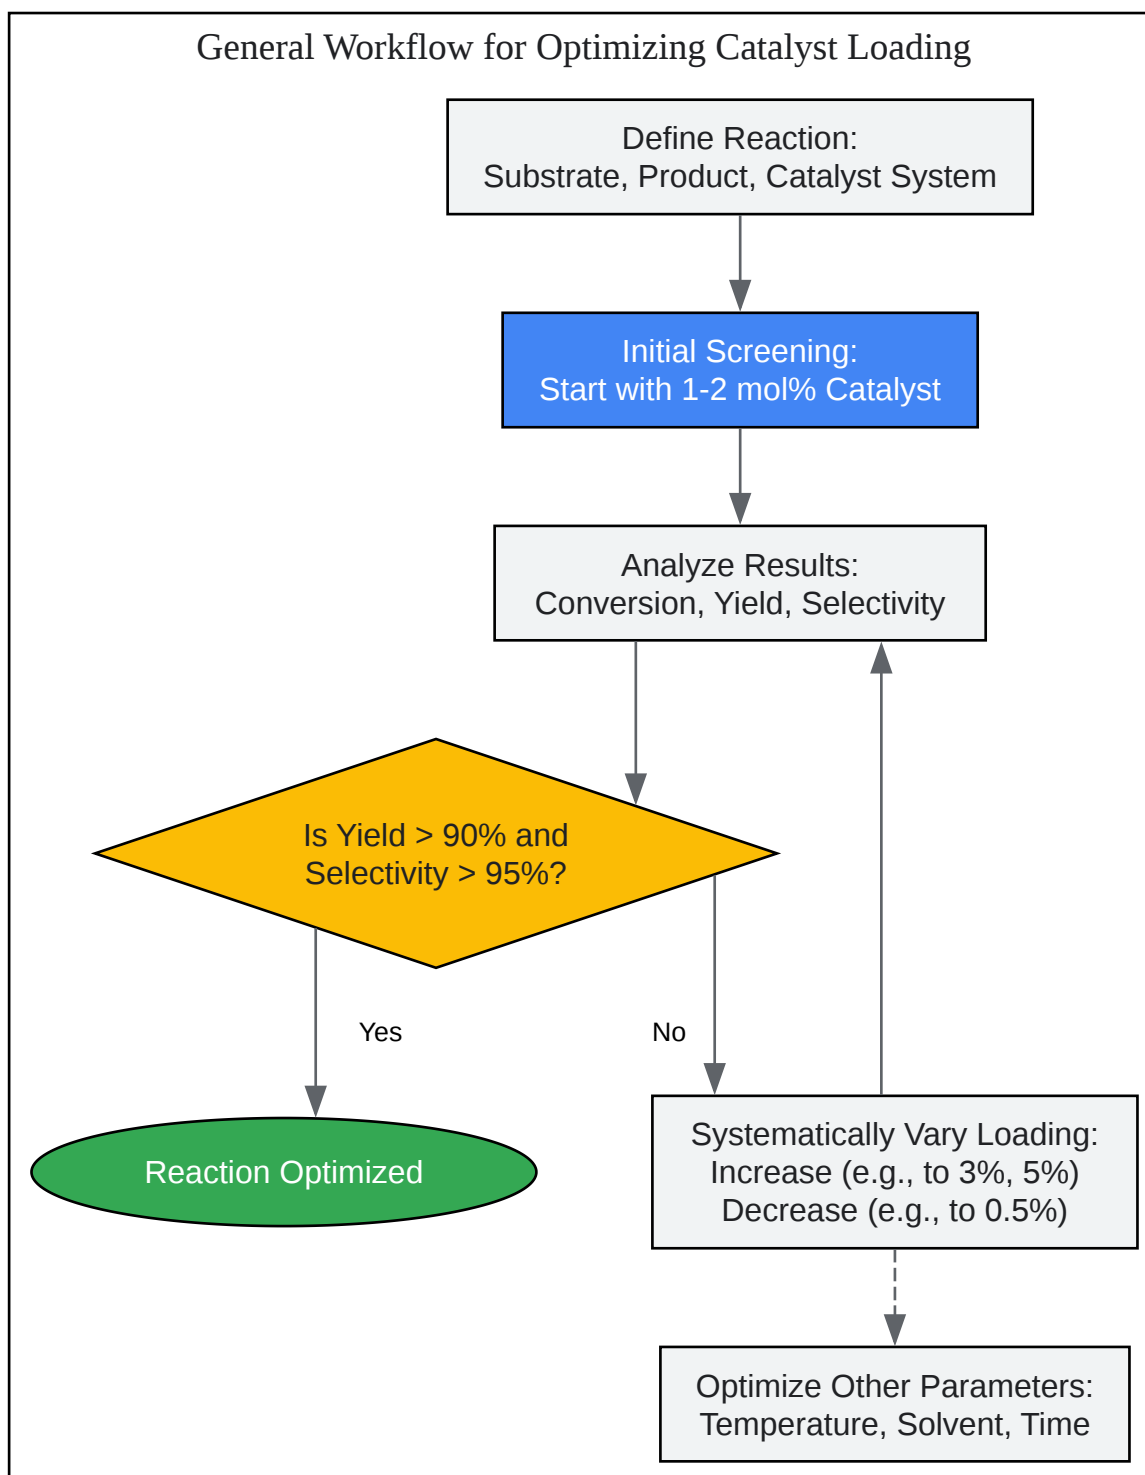 General Workflow for Optimizing Catalyst Loading
Define Reaction:
Substrate, Product, Catalyst System
Initial Screening:
Start with 1-2 mol% Catalyst
Analyze Results:
Conversion, Yield, Selectivity
Is Yield > 90% and
Selectivity > 95%?
Yes
No
Reaction Optimized
Systematically Vary Loading:
Increase (e.g., to 3%, 5%)
Decrease (e.g., to 0.5%)
Optimize Other Parameters:
Temperature, Solvent, Time